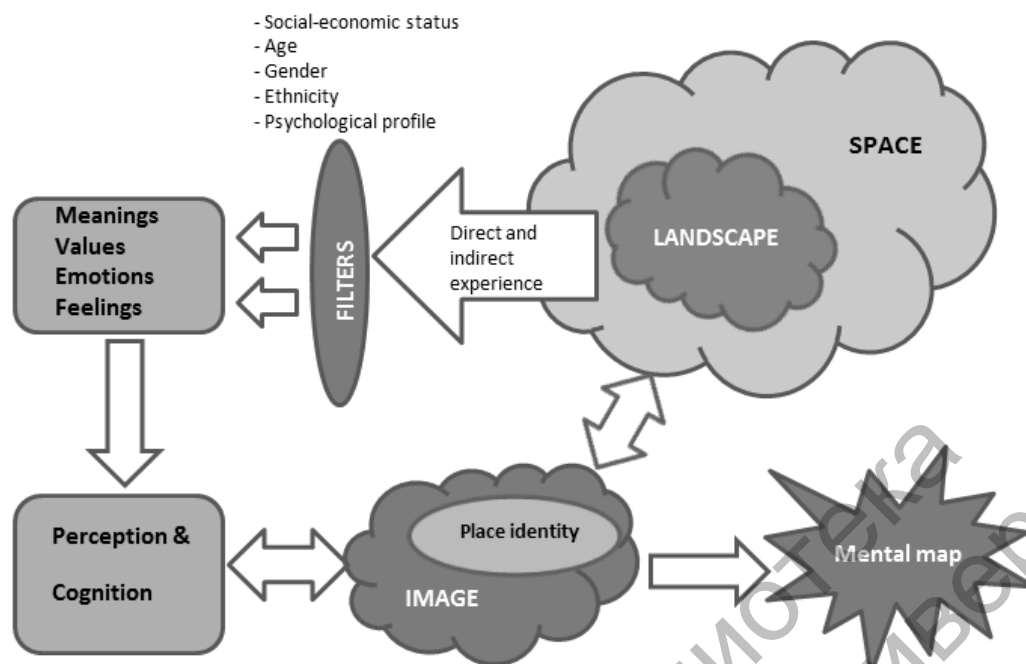 - Social-economic status
- Age
- Gender
- Ethnicity
- Psychological profile
SPACE
LANDSCAPE
Direct and
indirect
experience
FILTERS
Meanings
Values
Emotions
Feelings
Perception &
Cognition
Place identity
IMAGE
Mental map